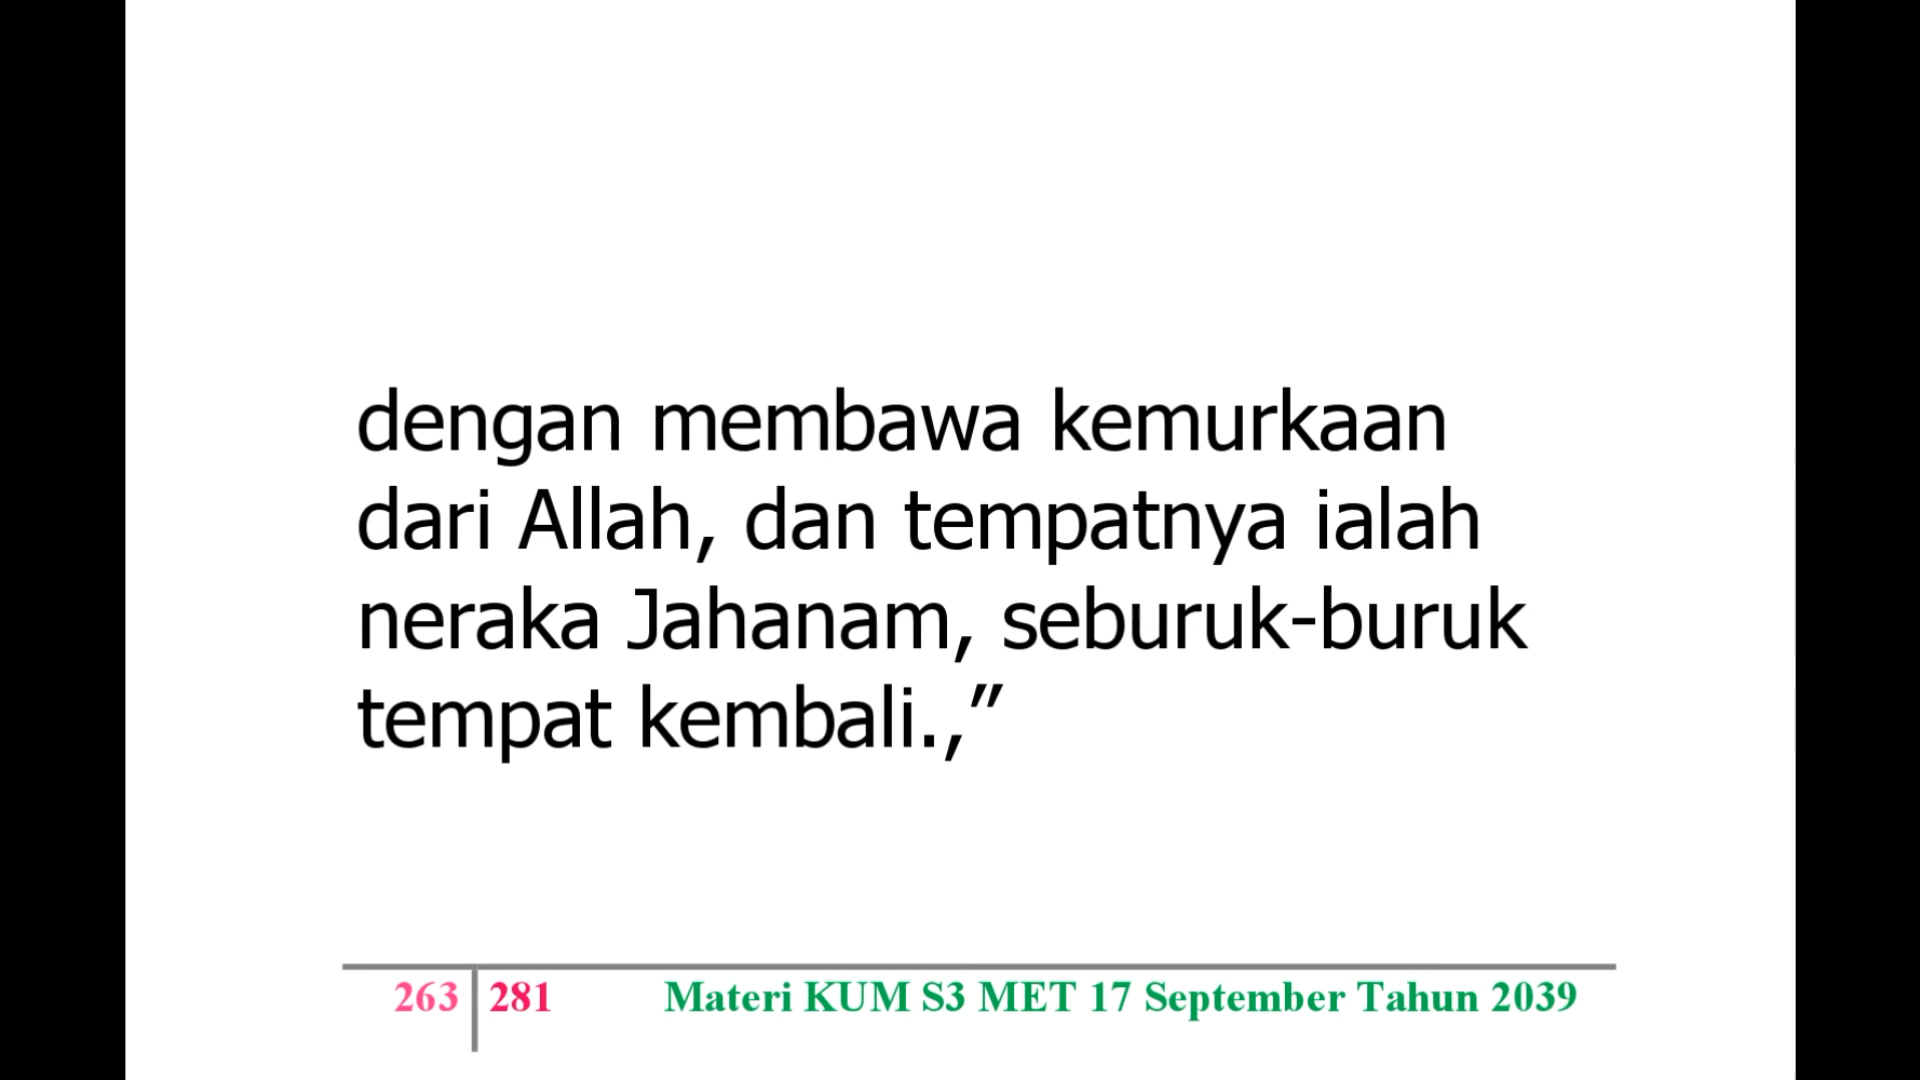 dengan membawa kemurkaan
dari Allah, dan tempatnya ialah
neraka Jahanam, seburuk-buruk
tempat kembali.,”
263 281 Materi KUM S3 MET 17 September Tahun 2039